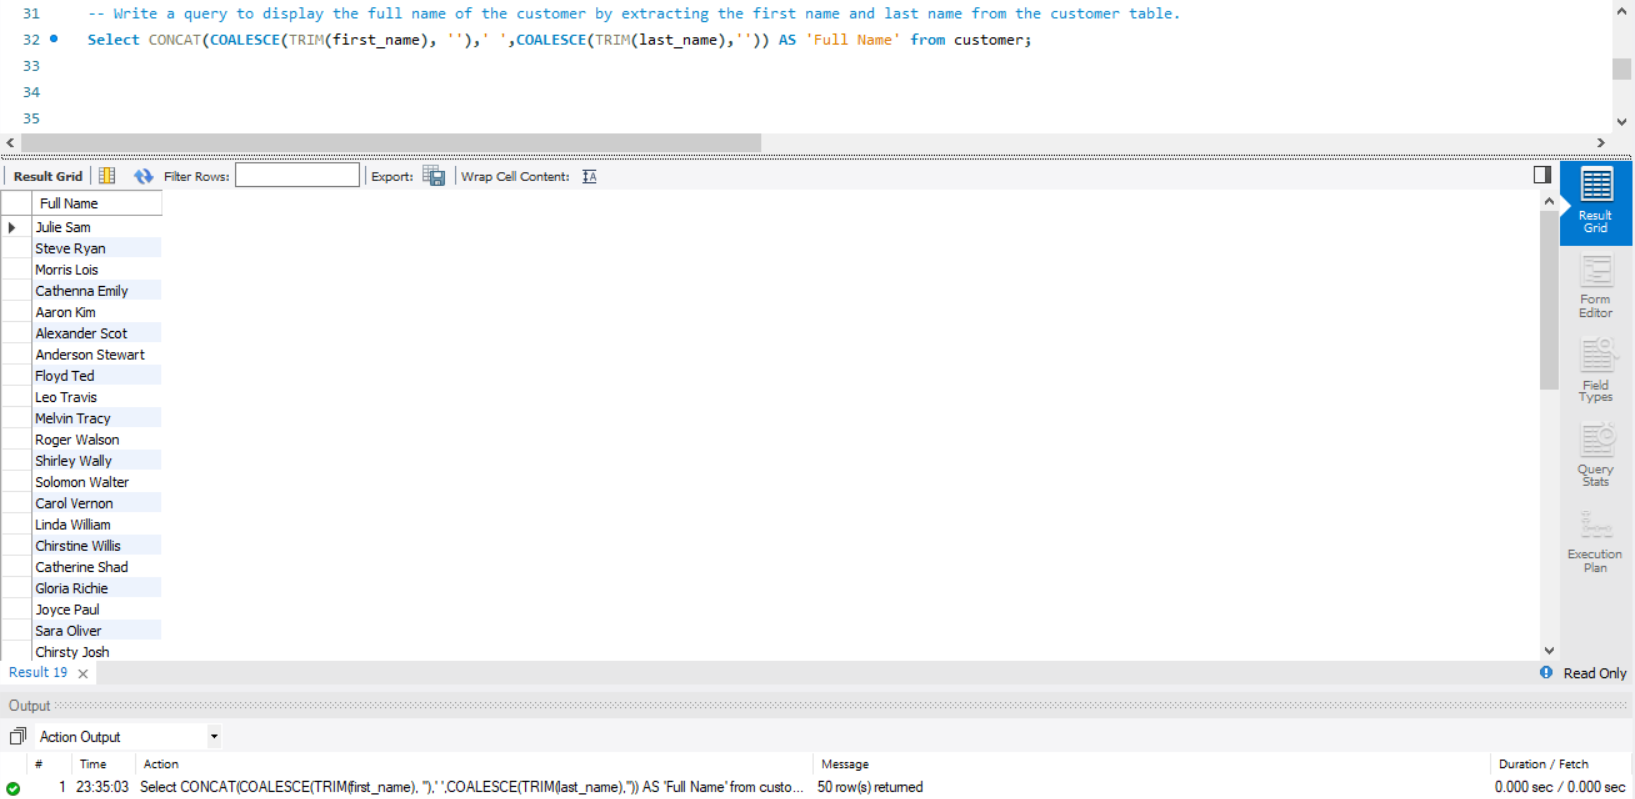 31 -- Write a query to display the full name of the customer by extracting the first name and last name from the customer table.
32 Select CONCAT(COALESCE(TRIM(first_name), ''),' ',COALESCE(TRIM(last_name),'')) AS 'Full Name' from customer;
33
34
35
Result Grid Filter Rows: Export: Wrap Cell Content:
Full Name
Julie Sam
Steve Ryan
Morris Lois
Cathenna Emily
Aaron Kim
Alexander Scot
Anderson Stewart
Floyd Ted
Leo Travis
Melvin Tracy
Roger Walson
Shirley Wally
Solomon Walter
Carol Vernon
Linda William
Chirstine Willis
Catherine Shad
Gloria Richie
Joyce Paul
Sara Oliver
Chirsty Josh
Result
Grid
Form
Editor
Field
Types
Query
Stats
Execution
Plan
Result 19 Read Only
Output
Action Output
# Time Action Message Duration / Fetch
1 23:35:03 Select CONCAT(COALESCE(TRIM(first_name), ''),' ',COALESCE(TRIM(last_name),'')) AS 'Full Name' from custo... 50 row(s) returned 0.000 sec / 0.000 sec